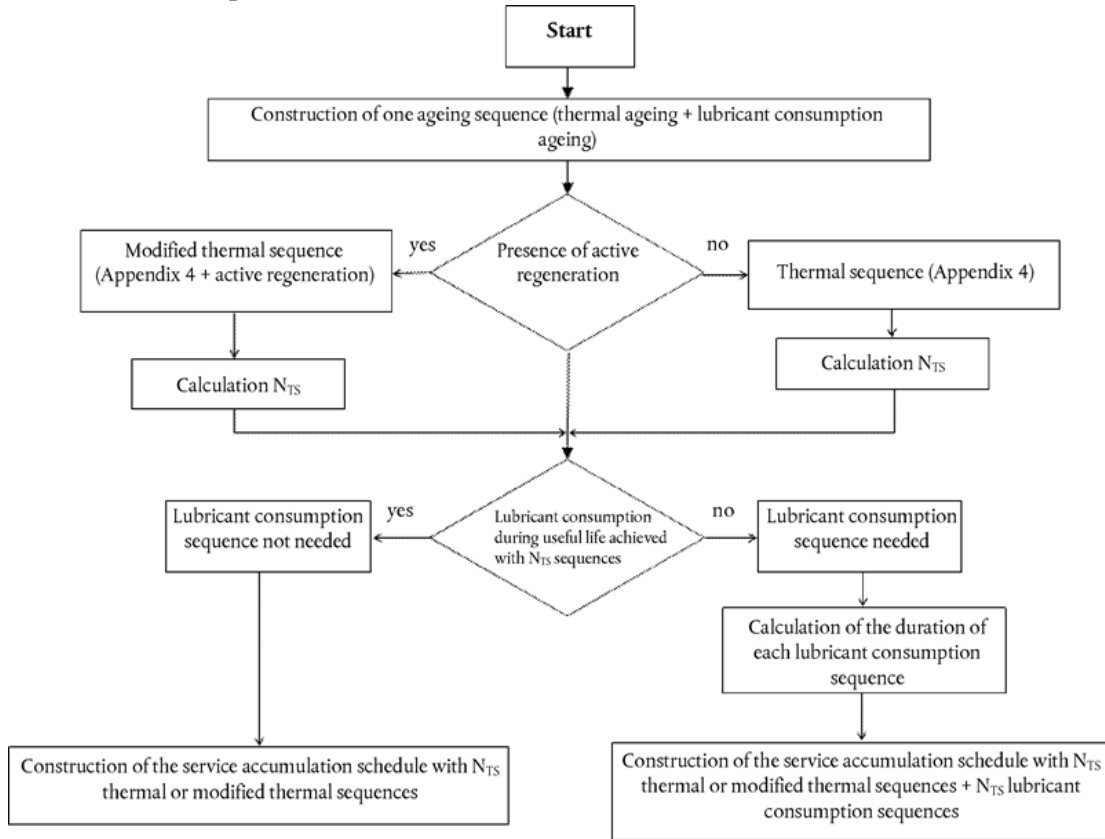 Start
Construction of one ageing sequence (thermal ageing + lubricant consumption
ageing)
yes
no
Modified thermal sequence
(Appendix 4 + active regeneration)
Presence of active
regeneration
Thermal sequence (Appendix 4)
Calculation N_TS
Calculation N_TS
yes
no
Lubricant consumption
sequence not needed
Lubricant consumption
during useful life achieved
with N_TS sequences
Lubricant consumption
sequence needed
Calculation of the duration of
each lubricant consumption
sequence
Construction of the service accumulation schedule with N_TS
thermal or modified thermal sequences
Construction of the service accumulation schedule with N_TS
thermal or modified thermal sequences + N_TS lubricant
consumption sequences